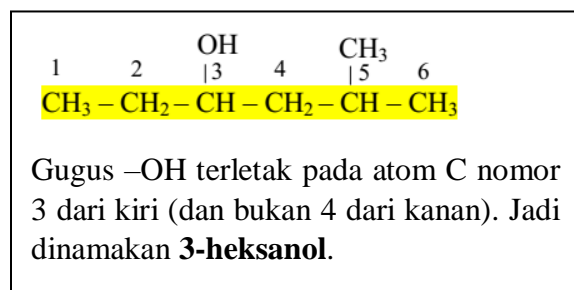 OH CH₃
1 2 |3 4 |5 6
CH₃ – CH₂ – CH – CH₂ – CH – CH₃
Gugus –OH terletak pada atom C nomor
3 dari kiri (dan bukan 4 dari kanan). Jadi
dinamakan 3-heksanol.